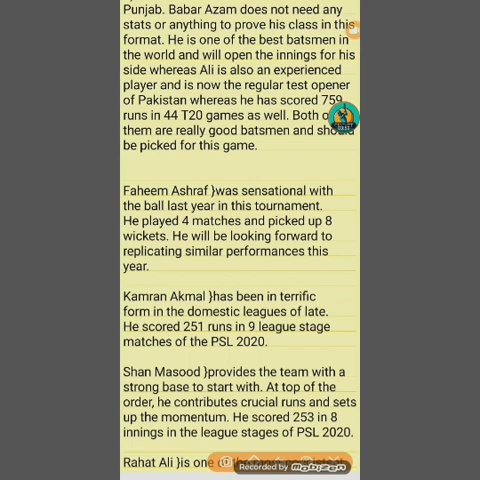 Punjab. Babar Azam does not need any
stats or anything to prove his class in this
format. He is one of the best batsmen in
the world and will open the innings for his
side whereas Ali is also an experienced
player and is now the regular test opener
of Pakistan whereas he has scored 759
runs in 44 T20 games as well. Both
them are really good batsmen and should
be picked for this game.
Faheem Ashraf }was sensational with
the ball last year in this tournament.
He played 4 matches and picked up 8
wickets. He will be looking forward to
replicating similar performances this
year.
Kamran Akmal }has been in terrific
form in the domestic leagues of late.
He scored 251 runs in 9 league stage
matches of the PSL 2020.
Shan Masood }provides the team with a
strong base to start with. At top of the
order, he contributes crucial runs and sets
up the momentum. He scored 253 in 8
innings in the league stages of PSL 2020.
Rahat Ali }is one
Recorded by mobizen